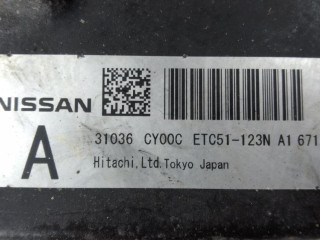 NISSAN
A
31036 CY00C ETC51-123N A1 671
Hitachi,Ltd.Tokyo Japan